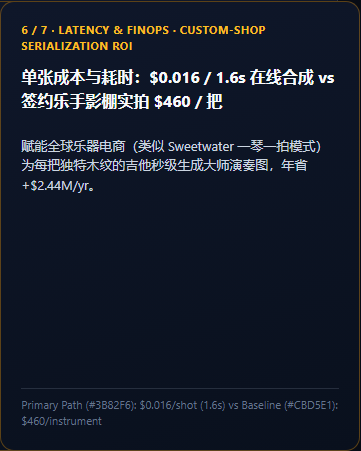 6 / 7 · LATENCY & FINOPS · CUSTOM-SHOP
SERIALIZATION ROI
单张成本与耗时：$0.016 / 1.6s 在线合成 vs
签约乐手影棚实拍 $460 / 把
赋能全球乐器电商（类似 Sweetwater 一琴一拍模式）
为每把独特木纹的吉他秒级生成大师演奏图，年省
+$2.44M/yr。
Primary Path (#3B82F6): $0.016/shot (1.6s) vs Baseline (#CBD5E1):
$460/instrument